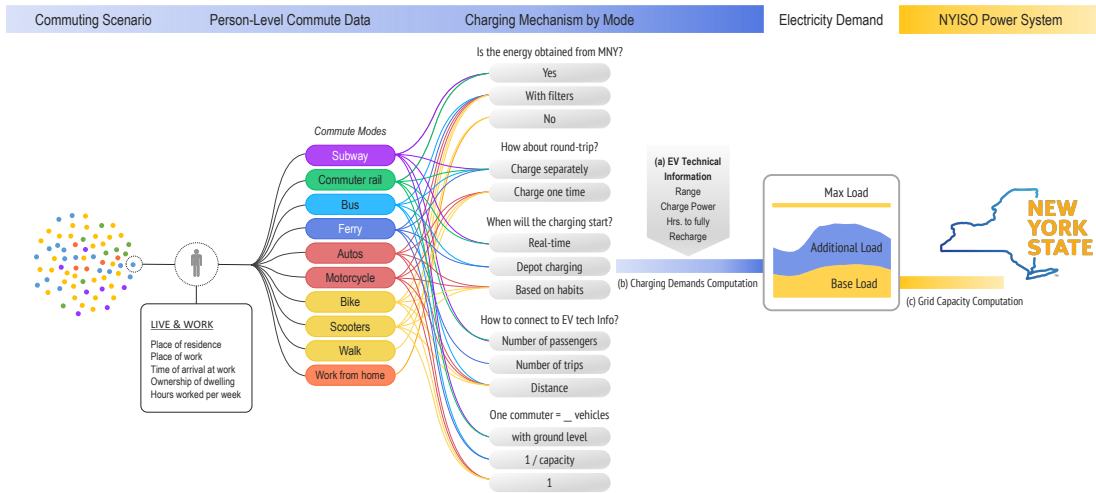 Commuting Scenario
Person-Level Commute Data
Charging Mechanism by Mode
Electricity Demand
NYISO Power System
LIVE & WORK
Place of residence
Place of work
Time of arrival at work
Ownership of dwelling
Hours worked per week
Commute Modes
Subway
Commuter rail
Bus
Ferry
Autos
Motorcycle
Bike
Scooters
Walk
Work from home
Is the energy obtained from MNY?
Yes
With filters
No
How about round-trip?
Charge separately
Charge one time
When will the charging start?
Real-time
Depot charging
Based on habits
How to connect to EV tech Info?
Number of passengers
Number of trips
Distance
One commuter = __ vehicles
with ground level
1 / capacity
1
(a) EV Technical
Information
Range
Charge Power
Hrs. to fully
Recharge
(b) Charging Demands Computation
Max Load
Additional Load
Base Load
(c) Grid Capacity Computation
NEW
YORK
STATE
TM